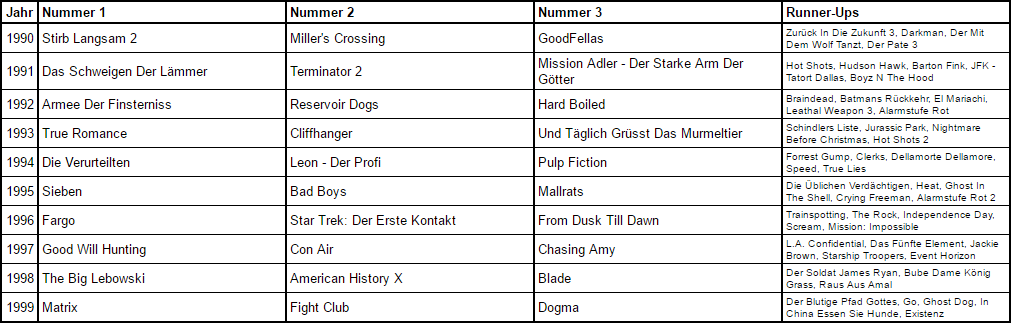 Jahr Nummer 1 Nummer 2 Nummer 3 Runner-Ups
1990 Stirb Langsam 2 Miller's Crossing GoodFellas Zurück In Die Zukunft 3, Darkman, Der Mit
Dem Wolf Tanzt, Der Pate 3
1991 Das Schweigen Der Lämmer Terminator 2 Mission Adler - Der Starke Arm Der
Götter Hot Shots, Hudson Hawk, Barton Fink, JFK -
Tatort Dallas, Boyz N The Hood
1992 Armee Der Finsterniss Reservoir Dogs Hard Boiled Braindead, Batmans Rückkehr, El Mariachi,
Leathal Weapon 3, Alarmstufe Rot
1993 True Romance Cliffhanger Und Täglich Grüsst Das Murmeltier Schindlers Liste, Jurassic Park, Nightmare
Before Christmas, Hot Shots 2
1994 Die Verurteilten Leon - Der Profi Pulp Fiction Forrest Gump, Clerks, Dellamorte Dellamore,
Speed, True Lies
1995 Sieben Bad Boys Mallrats Die Üblichen Verdächtigen, Heat, Ghost In
The Shell, Crying Freeman, Alarmstufe Rot 2
1996 Fargo Star Trek: Der Erste Kontakt From Dusk Till Dawn Trainspotting, The Rock, Independence Day,
Scream, Mission: Impossible
1997 Good Will Hunting Con Air Chasing Amy L.A. Confidential, Das Fünfte Element, Jackie
Brown, Starship Troopers, Event Horizon
1998 The Big Lebowski American History X Blade Der Soldat James Ryan, Bube Dame König
Grass, Raus Aus Amal
1999 Matrix Fight Club Dogma Der Blutige Pfad Gottes, Go, Ghost Dog, In
China Essen Sie Hunde, Existenz